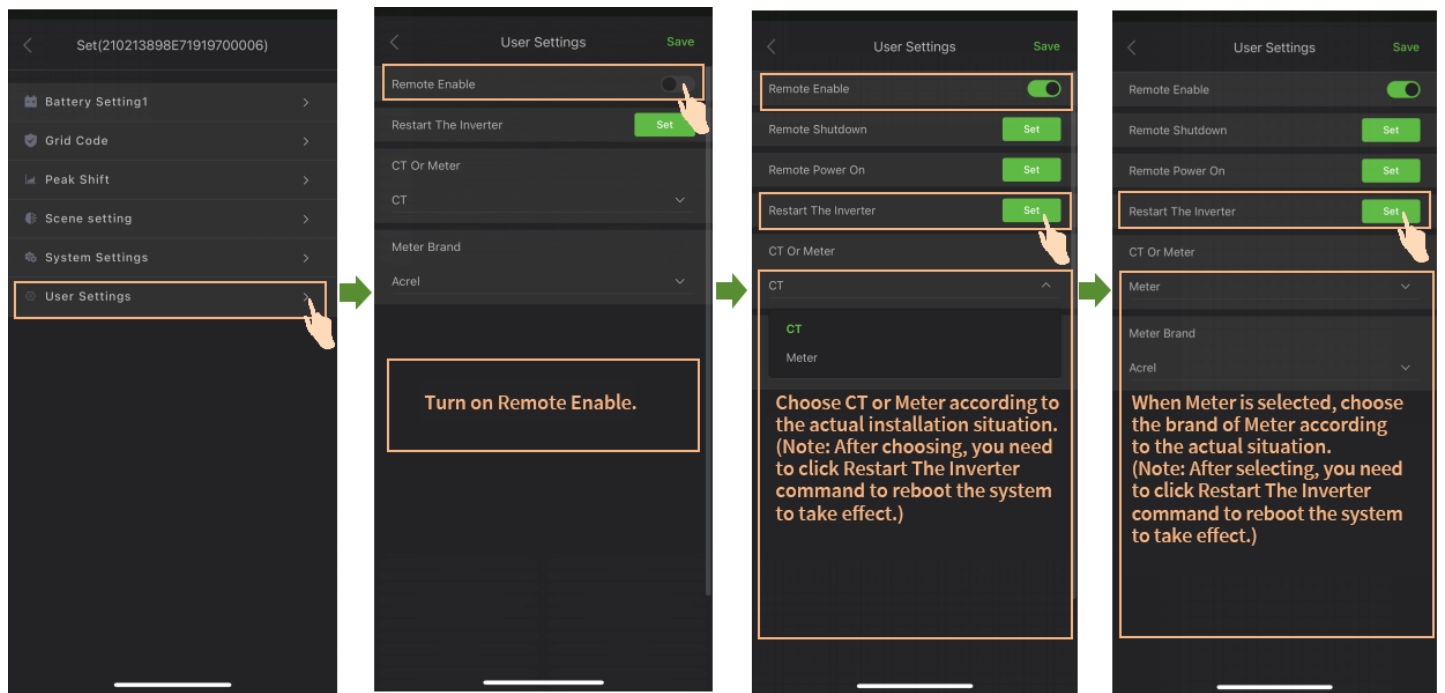 Set(210213898E71919700006)
Battery Setting1
Grid Code
Peak Shift
Scene setting
System Settings
User Settings
User Settings Save
Remote Enable
Restart The Inverter Set
CT Or Meter
CT
Meter Brand
Acrel
Turn on Remote Enable.
User Settings Save
Remote Enable
Remote Shutdown Set
Remote Power On Set
Restart The Inverter Set
CT Or Meter
CT
CT
Meter
Choose CT or Meter according to
the actual installation situation.
(Note: After choosing, you need
to click Restart The Inverter
command to reboot the system
to take effect.)
User Settings Save
Remote Enable
Remote Shutdown Set
Remote Power On Set
Restart The Inverter Set
CT Or Meter
Meter
Meter Brand
Acrel
When Meter is selected, choose
the brand of Meter according
to the actual situation.
(Note: After selecting, you need
to click Restart The Inverter
command to reboot the system
to take effect.)